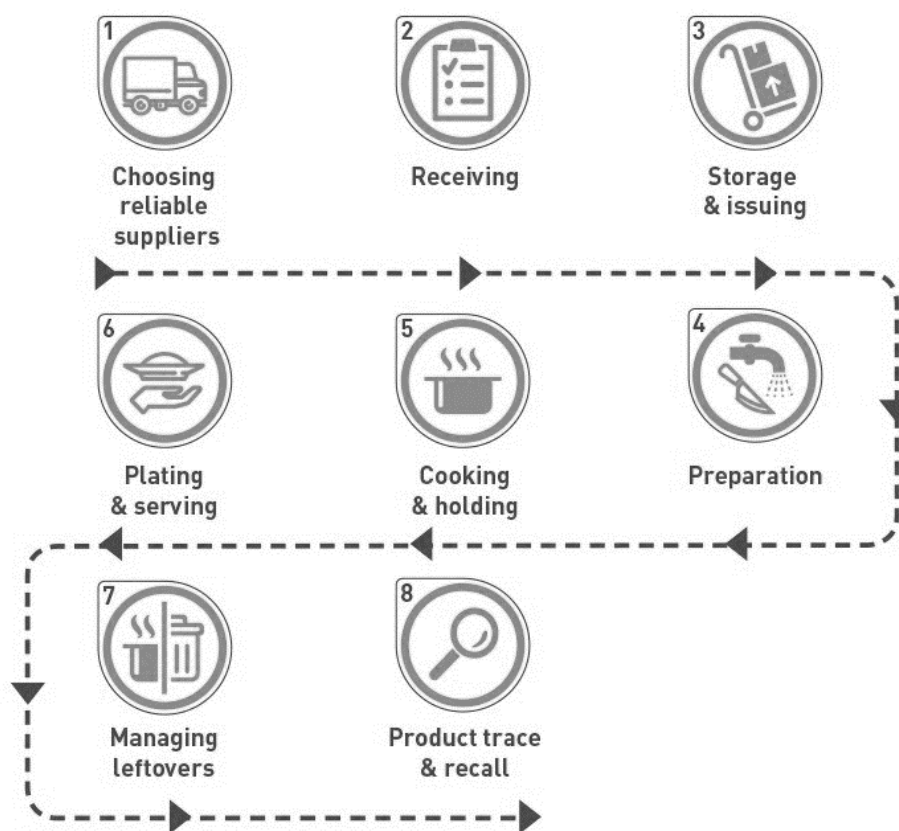 1
Choosing
reliable
suppliers
2
Receiving
3
Storage
& issuing
4
Preparation
5
Cooking
& holding
6
Plating
& serving
7
Managing
leftovers
8
Product trace
& recall